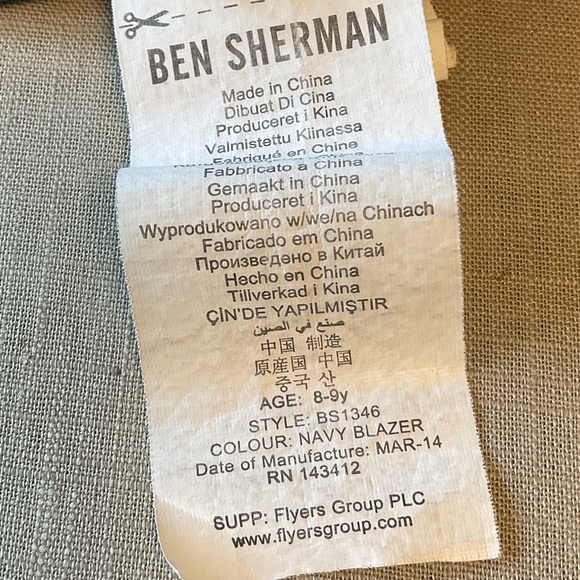 BEN SHERMAN
Made in China
Dibuat Di Cina
Produceret i Kina
Valmistettu Kiinassa
Fabriqué en Chine
Fabbricato a China
Gemaakt in China
Produceret i Kina
Wyprodukowano w/we/na Chinach
Fabricado em China
Произведено в Китай
Hecho en China
Tillverkad i Kina
ÇİN'DE YAPILMIŞTIR
صنع في الصين
中国 制造
原産国 中国
중국 산
AGE: 8-9y
STYLE: BS1346
COLOUR: NAVY BLAZER
Date of Manufacture: MAR-14
RN 143412
SUPP: Flyers Group PLC
www.flyersgroup.com